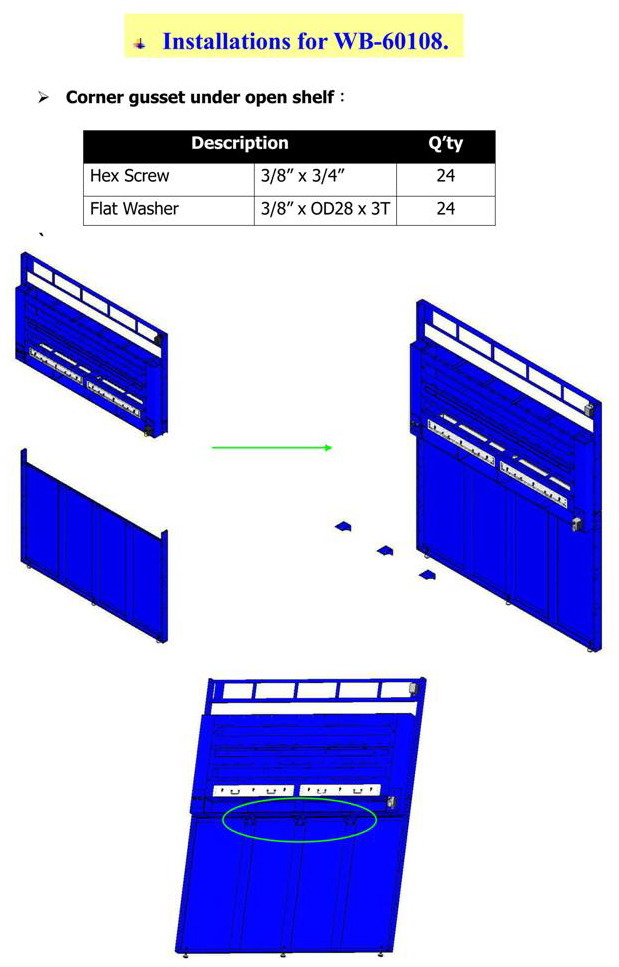 Installations for WB-60108.
Corner gusset under open shelf：
Description Q’ty
Hex Screw 3/8” x 3/4” 24
Flat Washer 3/8” x OD28 x 3T 24